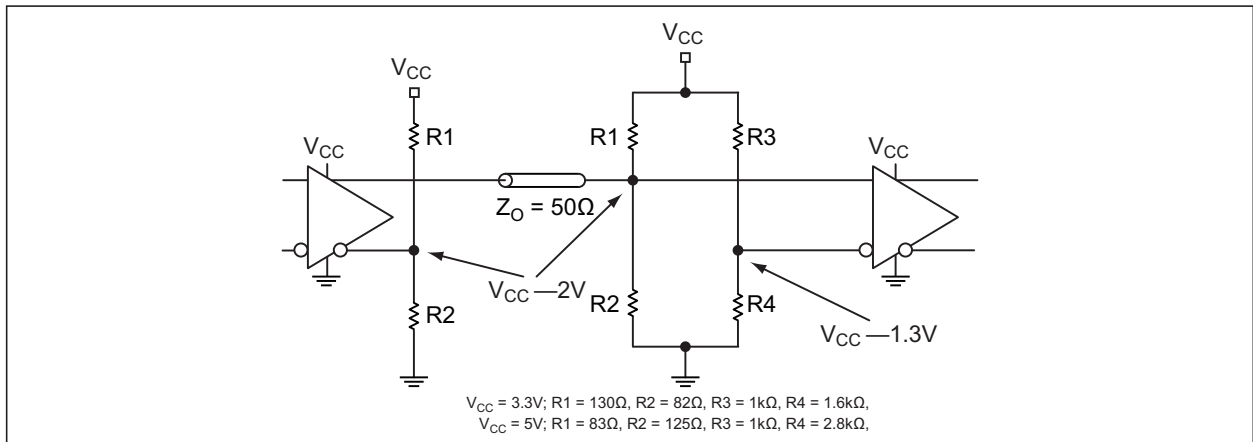 VCC
VCC
R1
R1
R3
VCC
VCC
ZO = 50Ω
VCC—2V
R2
R2
R4
VCC—1.3V
VCC = 3.3V; R1 = 130Ω, R2 = 82Ω, R3 = 1kΩ, R4 = 1.6kΩ,
VCC = 5V; R1 = 83Ω, R2 = 125Ω, R3 = 1kΩ, R4 = 2.8kΩ,